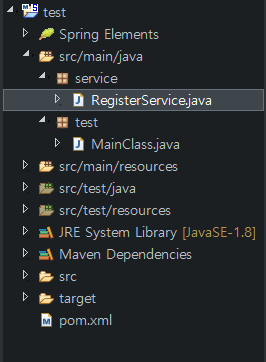 test
Spring Elements
src/main/java
service
RegisterService.java
test
MainClass.java
src/main/resources
src/test/java
src/test/resources
JRE System Library [JavaSE-1.8]
Maven Dependencies
src
target
pom.xml